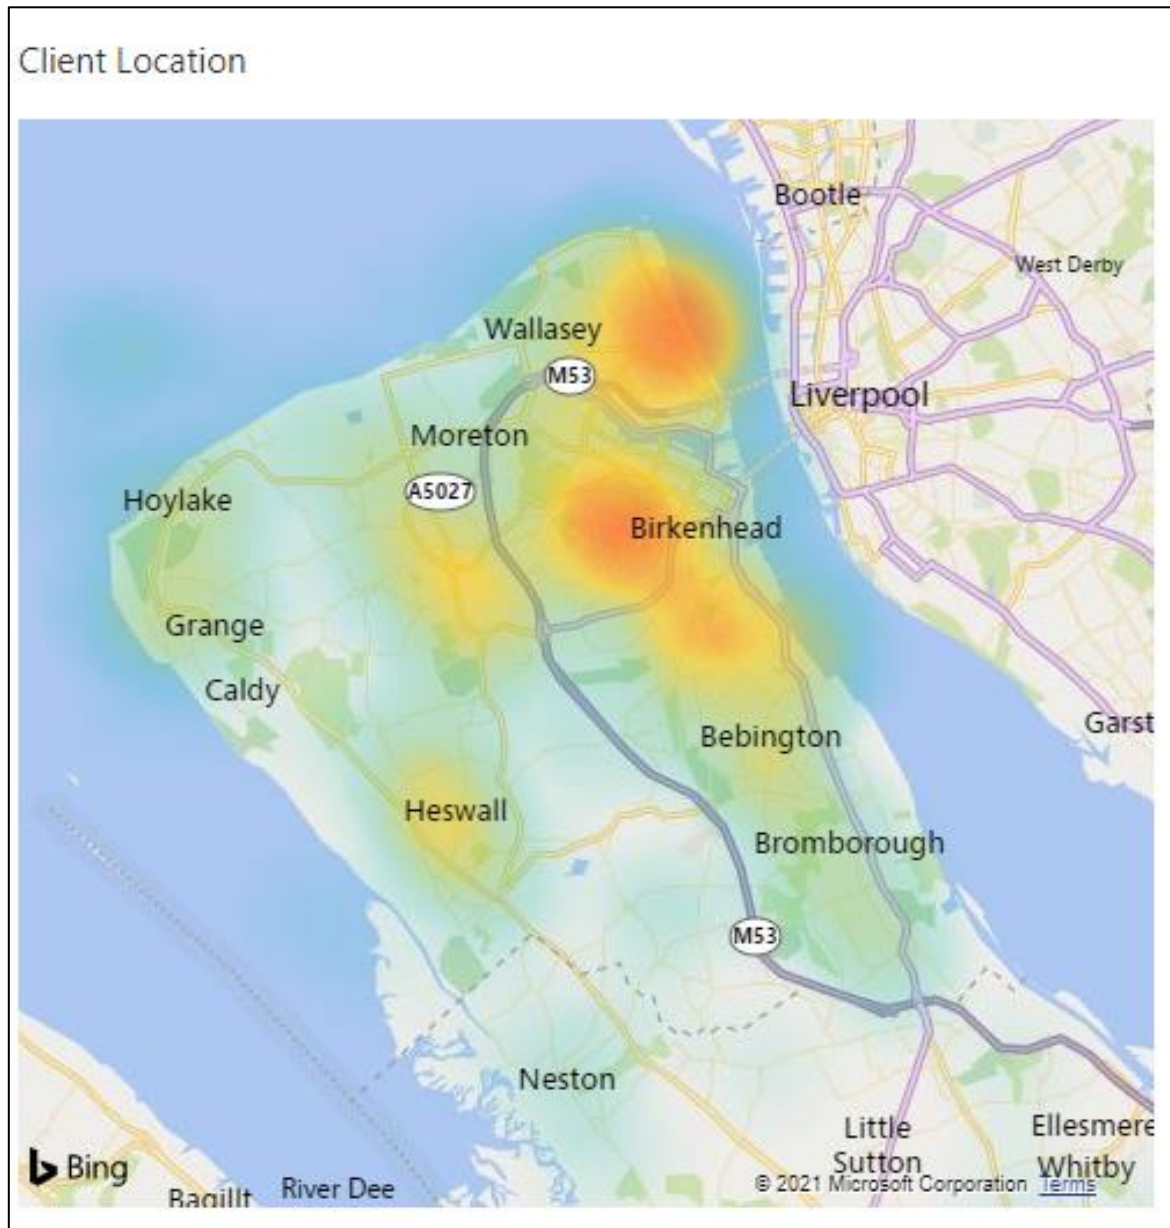 Client Location
Bootle
West Derby
Wallasey
M53
Liverpool
Moreton
A5027
Hoylake
Birkenhead
Grange
Caldy
Garst
Bebington
Heswall
Bromborough
M53
Neston
Little
Sutton
Ellesmere
Whitby
Bing
Bagillt
River Dee
© 2021 Microsoft Corporation Terms